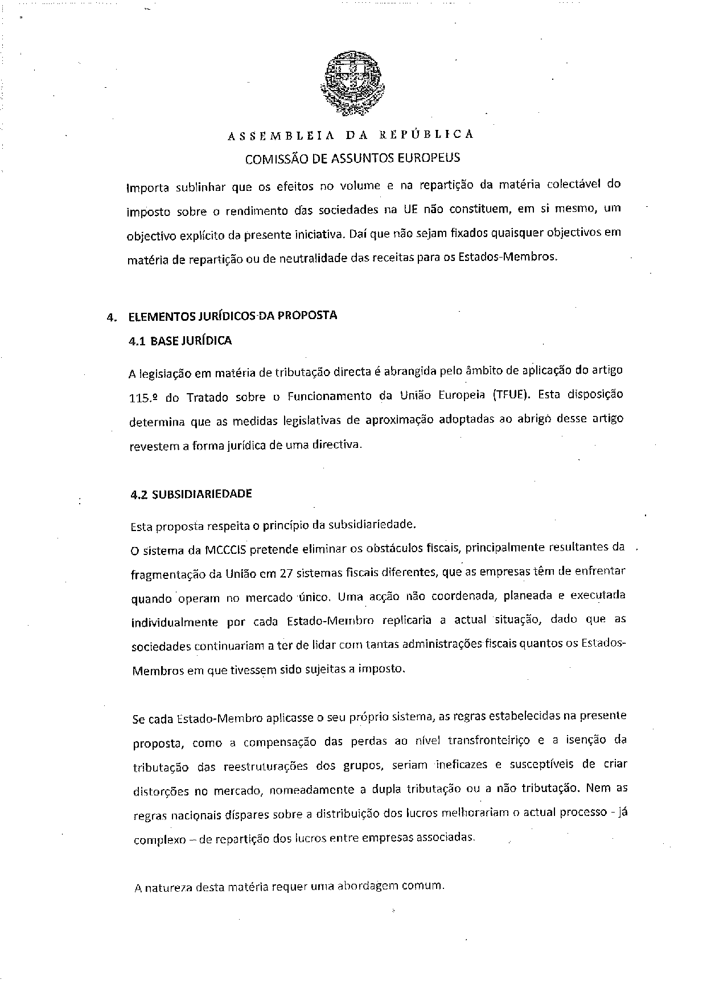 ASSEMBLEIA DA REPÚBLICA
COMISSÃO DE ASSUNTOS EUROPEUS
Importa sublinhar que os efeitos no volume e na repartição da matéria colectável do
imposto sobre o rendimento das sociedades na UE não constituem, em si mesmo, um
objectivo explícito da presente iniciativa. Daí que não sejam fixados quaisquer objectivos em
matéria de repartição ou de neutralidade das receitas para os Estados-Membros.
4. ELEMENTOS JURÍDICOS DA PROPOSTA
4.1 BASE JURÍDICA
A legislação em matéria de tributação directa é abrangida pelo âmbito de aplicação do artigo
115.º do Tratado sobre o Funcionamento da União Europeia (TFUE). Esta disposição
determina que as medidas legislativas de aproximação adoptadas ao abrigo desse artigo
revestem a forma jurídica de uma directiva.
4.2 SUBSIDIARIEDADE
Esta proposta respeita o princípio da subsidiariedade.
O sistema da MCCCIS pretende eliminar os obstáculos fiscais, principalmente resultantes da
fragmentação da União em 27 sistemas fiscais diferentes, que as empresas têm de enfrentar
quando operam no mercado único. Uma acção não coordenada, planeada e executada
individualmente por cada Estado-Membro replicaria a actual situação, dado que as
sociedades continuariam a ter de lidar com tantas administrações fiscais quantos os Estados-
Membros em que tivessem sido sujeitas a imposto.
Se cada Estado-Membro aplicasse o seu próprio sistema, as regras estabelecidas na presente
proposta, como a compensação das perdas ao nível transfronteiriço e a isenção da
tributação das reestruturações dos grupos, seriam ineficazes e susceptíveis de criar
distorções no mercado, nomeadamente a dupla tributação ou a não tributação. Nem as
regras nacionais díspares sobre a distribuição dos lucros melhorariam o actual processo - já
complexo – de repartição dos lucros entre empresas associadas.
A natureza desta matéria requer uma abordagem comum.